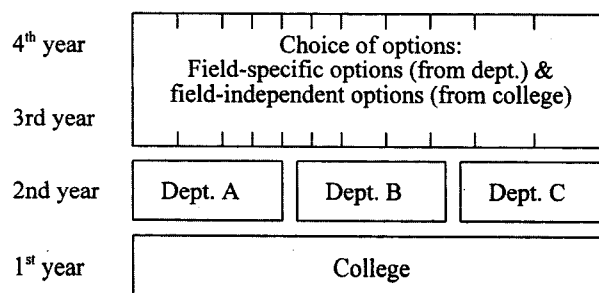 4th year
Choice of options:
Field-specific options (from dept.) &
field-independent options (from college)
3rd year
2nd year
Dept. A
Dept. B
Dept. C
1st year
College